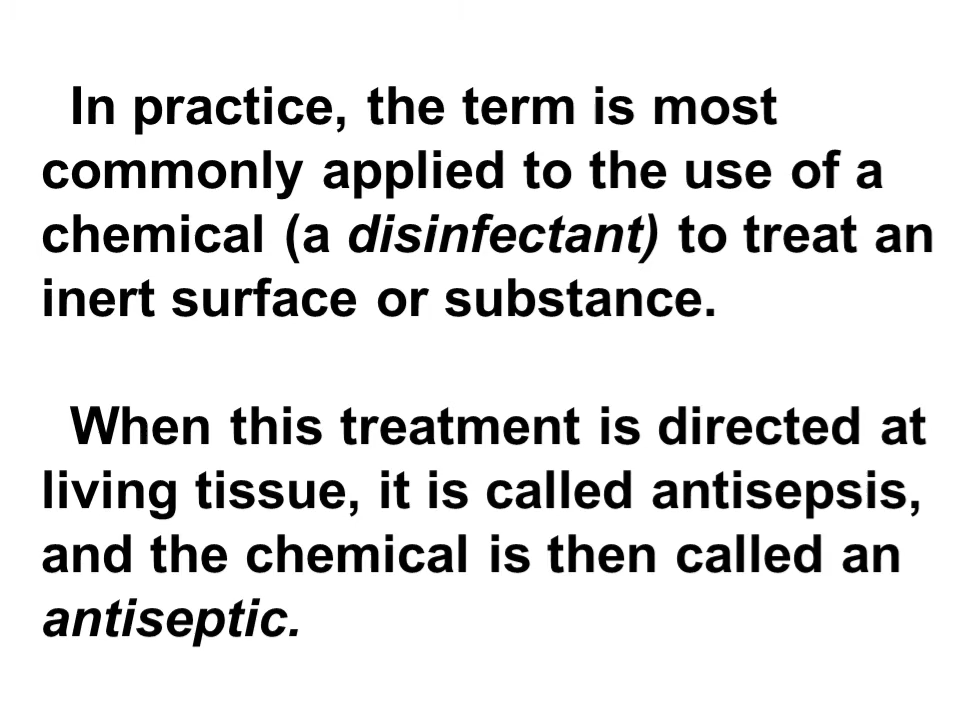 In practice, the term is most
commonly applied to the use of a
chemical (a disinfectant) to treat an
inert surface or substance.
When this treatment is directed at
living tissue, it is called antisepsis,
and the chemical is then called an
antiseptic.